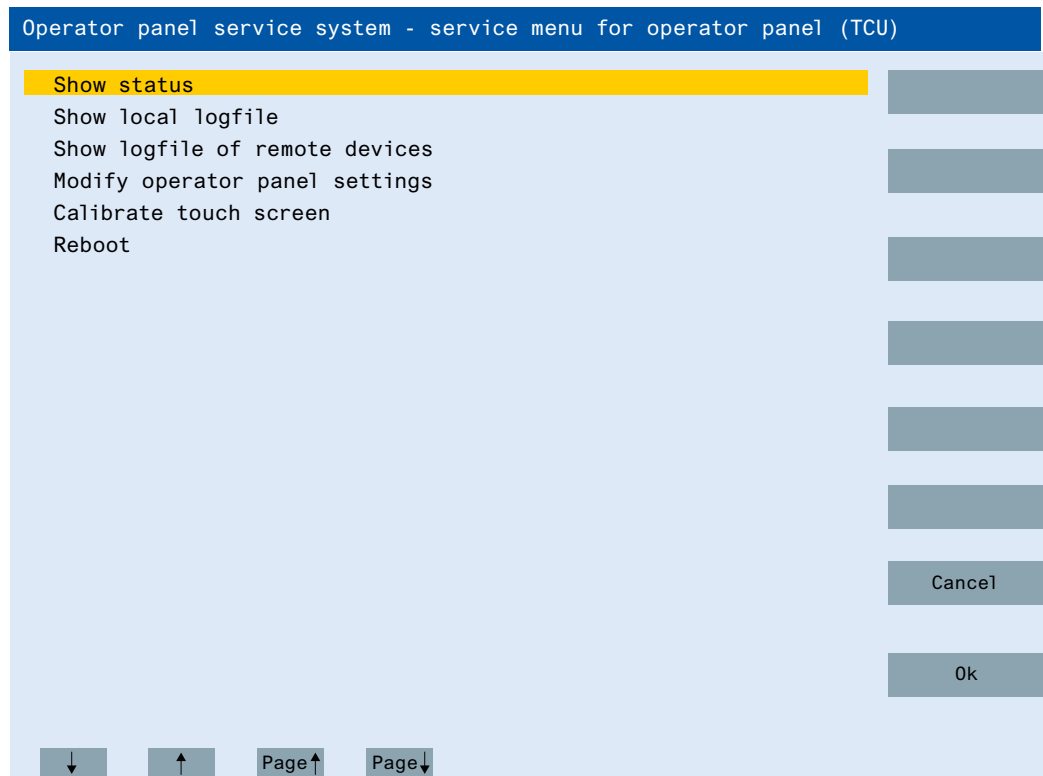 Operator panel service system - service menu for operator panel (TCU)
Show status
Show local logfile
Show logfile of remote devices
Modify operator panel settings
Calibrate touch screen
Reboot
Cancel
Ok
↓ ↑ Page↑ Page↓